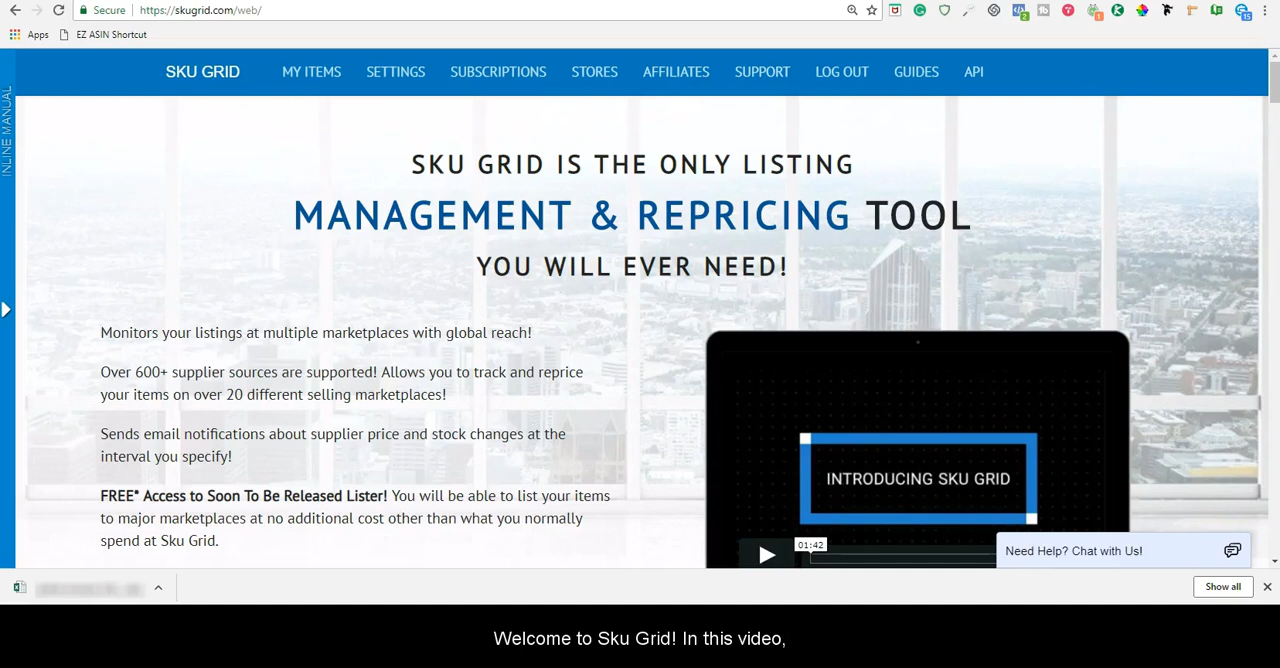 Secure https://skugrid.com/web/
Apps EZ ASIN Shortcut
SKU GRID MY ITEMS SETTINGS SUBSCRIPTIONS STORES AFFILIATES SUPPORT LOG OUT GUIDES API
INLINE MANUAL
SKU GRID IS THE ONLY LISTING
MANAGEMENT & REPRICING TOOL
YOU WILL EVER NEED!
Monitors your listings at multiple marketplaces with global reach!
Over 600+ supplier sources are supported! Allows you to track and reprice
your items on over 20 different selling marketplaces!
Sends email notifications about supplier price and stock changes at the
interval you specify!
FREE* Access to Soon To Be Released Lister! You will be able to list your items
to major marketplaces at no additional cost other than what you normally
spend at Sku Grid.
INTRODUCING SKU GRID
01:42
Need Help? Chat with Us!
Show all
Welcome to Sku Grid! In this video,